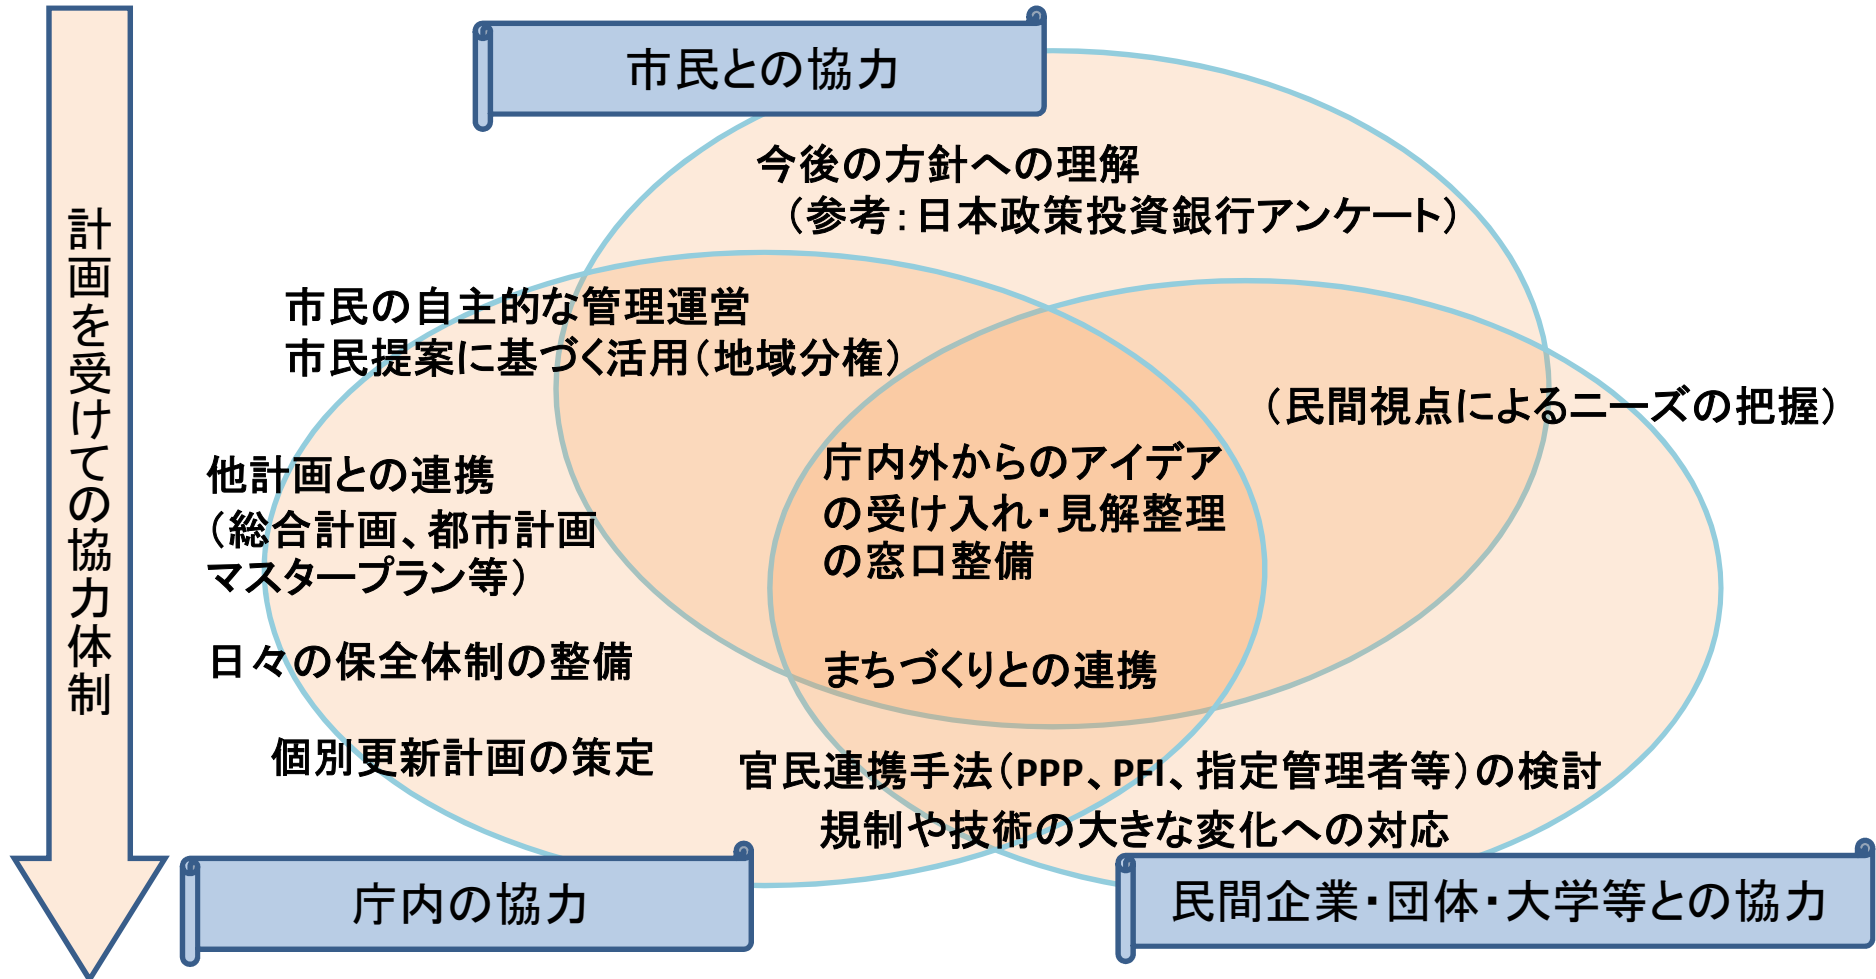 計画を受けての協力体制
市民との協力
今後の方針への理解
（参考：日本政策投資銀行アンケート）
市民の自主的な管理運営
市民提案に基づく活用（地域分権）
（民間視点によるニーズの把握）
他計画との連携
（総合計画、都市計画
マスタープラン等）
庁内外からのアイデア
の受け入れ・見解整理
の窓口整備
日々の保全体制の整備
まちづくりとの連携
個別更新計画の策定
官民連携手法（PPP、PFI、指定管理者等）の検討
規制や技術の大きな変化への対応
庁内の協力
民間企業・団体・大学等との協力